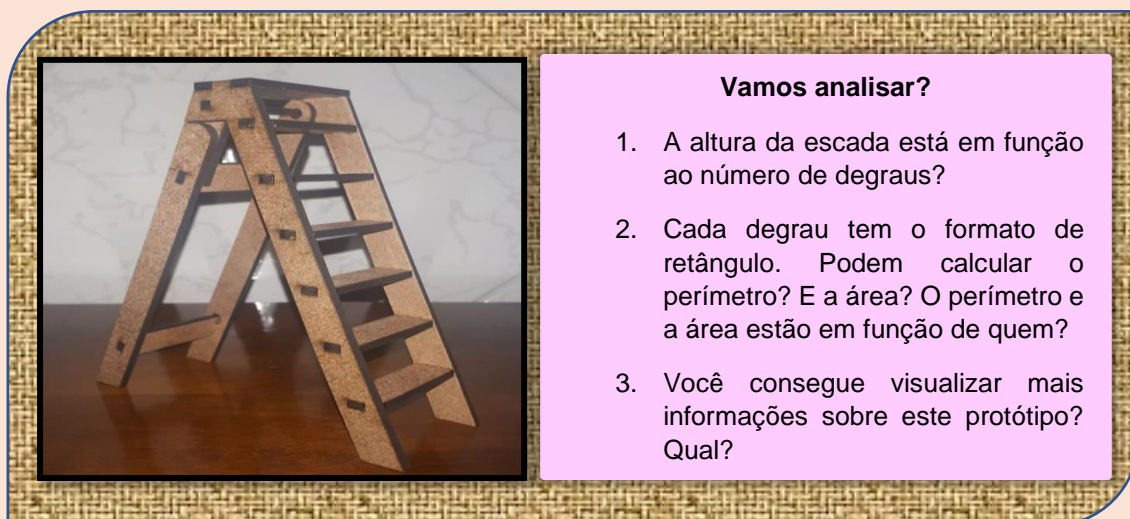 Vamos analisar?
1. A altura da escada está em função
ao número de degraus?
2. Cada degrau tem o formato de
retângulo. Podem calcular o
perímetro? E a área? O perímetro e
a área estão em função de quem?
3. Você consegue visualizar mais
informações sobre este protótipo?
Qual?